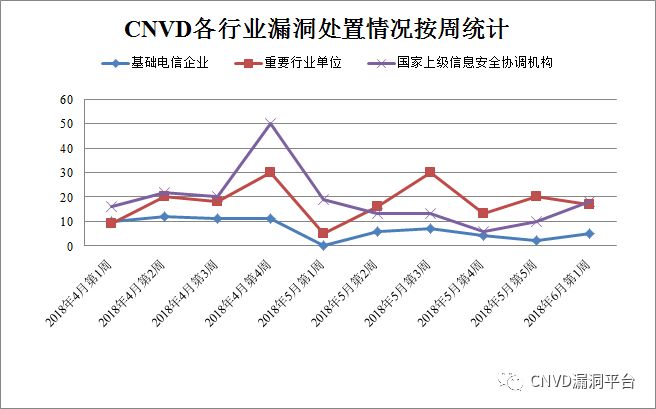 CNVD各行业漏洞处置情况按周统计
基础电信企业 重要行业单位 国家上级信息安全协调机构
60
50
40
30
20
10
0
2018年4月第1周
2018年4月第2周
2018年4月第3周
2018年4月第4周
2018年5月第1周
2018年5月第2周
2018年5月第3周
2018年5月第4周
2018年5月第5周
2018年6月第1周
CNVD漏洞平台